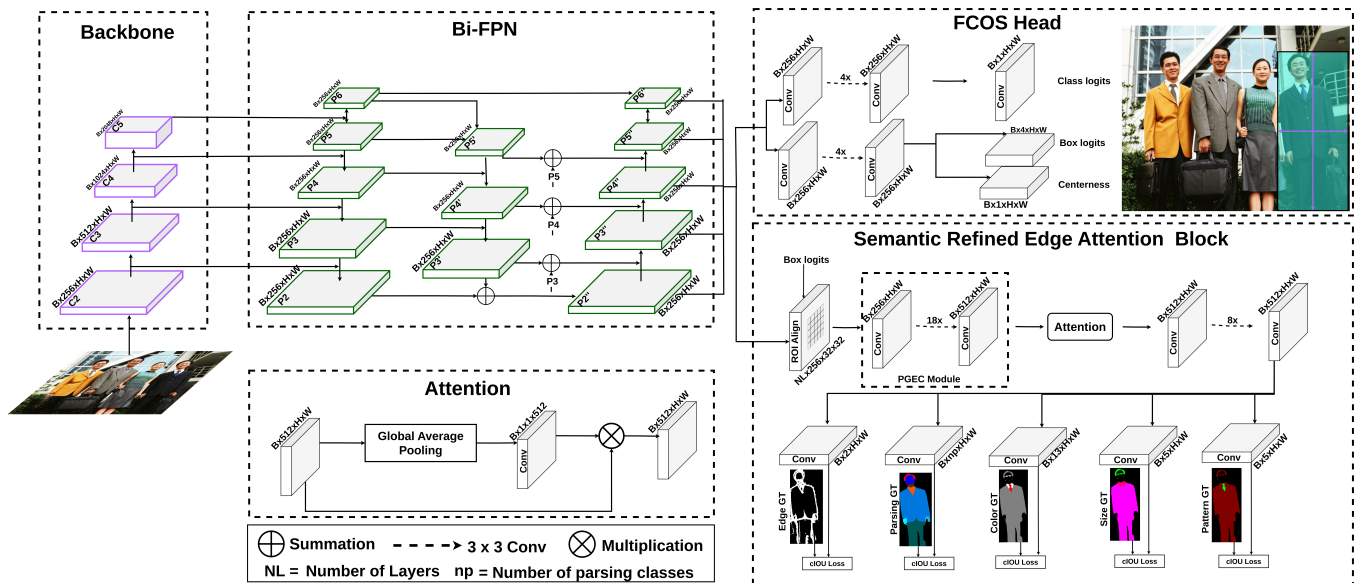 Backbone
Bx2048xHxW
C5
Bx1024xHxW
C4
Bx512xHxW
C3
Bx256xHxW
C2
Bi-FPN
Bx256xHxW
P6
Bx256xHxW
P5
Bx256xHxW
P4
Bx256xHxW
P3
Bx256xHxW
P2
Bx256xHxW
P5'
Bx256xHxW
P4'
Bx256xHxW
P3'
P5
P4
P3
P6"
Bx256xHxW
P5"
Bx256xHxW
P4"
Bx256xHxW
P3"
Bx256xHxW
P2"
Bx256xHxW
FCOS Head
Bx256xHxW
Conv
4x
Bx256xHxW
Conv
Bx1xHxW
Class logits
Conv
Bx256xHxW
4x
Conv
Bx256xHxW
Bx4xHxW
Box logits
Centerness
Bx1xHxW
Semantic Refined Edge Attention Block
Box logits
ROI Align
NLx256x32x32
Bx256xHxW
Conv
18x
Bx512xHxW
Conv
PGEC Module
Attention
Bx512xHxW
Conv
8x
Bx512xHxW
Conv
Conv
Bx2xHxW
Edge GT
cIOU Loss
Conv
BxnpxHxW
Parsing GT
cIOU Loss
Conv
Bx13xHxW
Color GT
cIOU Loss
Conv
Bx5xHxW
Size GT
cIOU Loss
Conv
Bx5xHxW
Pattern GT
cIOU Loss
Attention
Bx512xHxW
Global Average
Pooling
Bx1x1x512
Conv
Bx512xHxW
Summation
3 x 3 Conv
Multiplication
NL = Number of Layers
np = Number of parsing classes